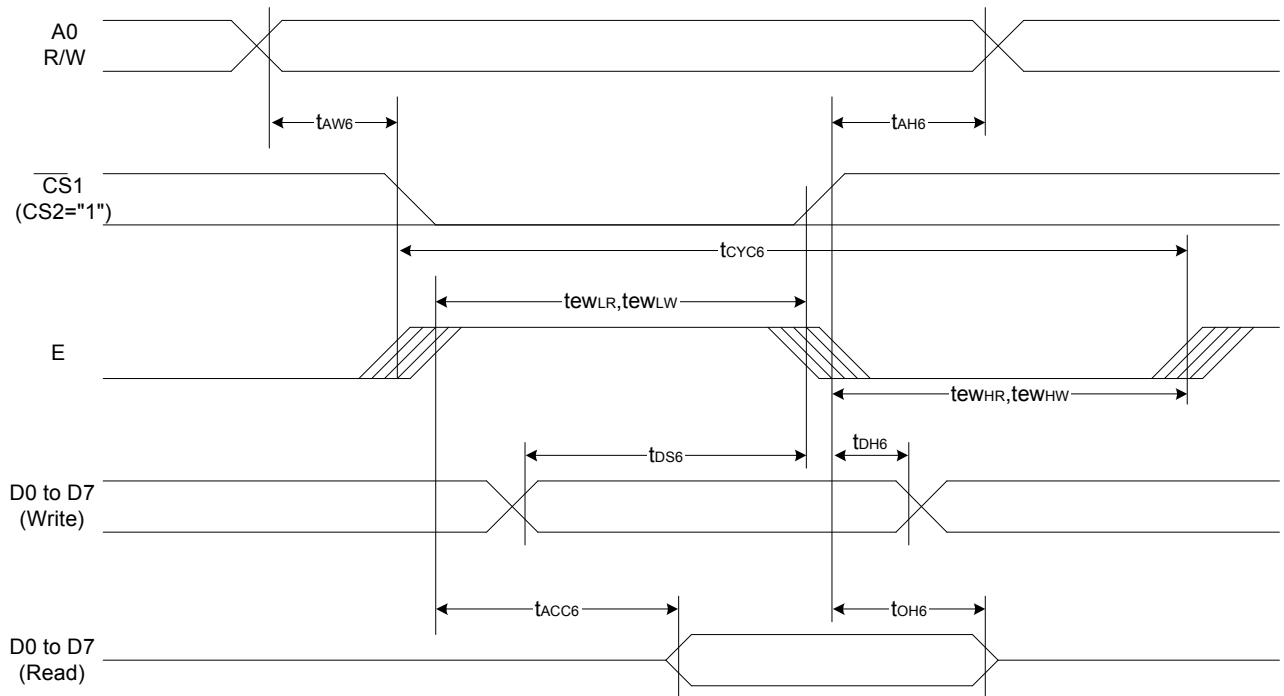 A0
R/W
tAW6
tAH6
CS1
(CS2="1")
tCYC6
tewLR,tewLW
E
tewHR,tewHW
tDS6
tDH6
D0 to D7
(Write)
tACC6
tOH6
D0 to D7
(Read)